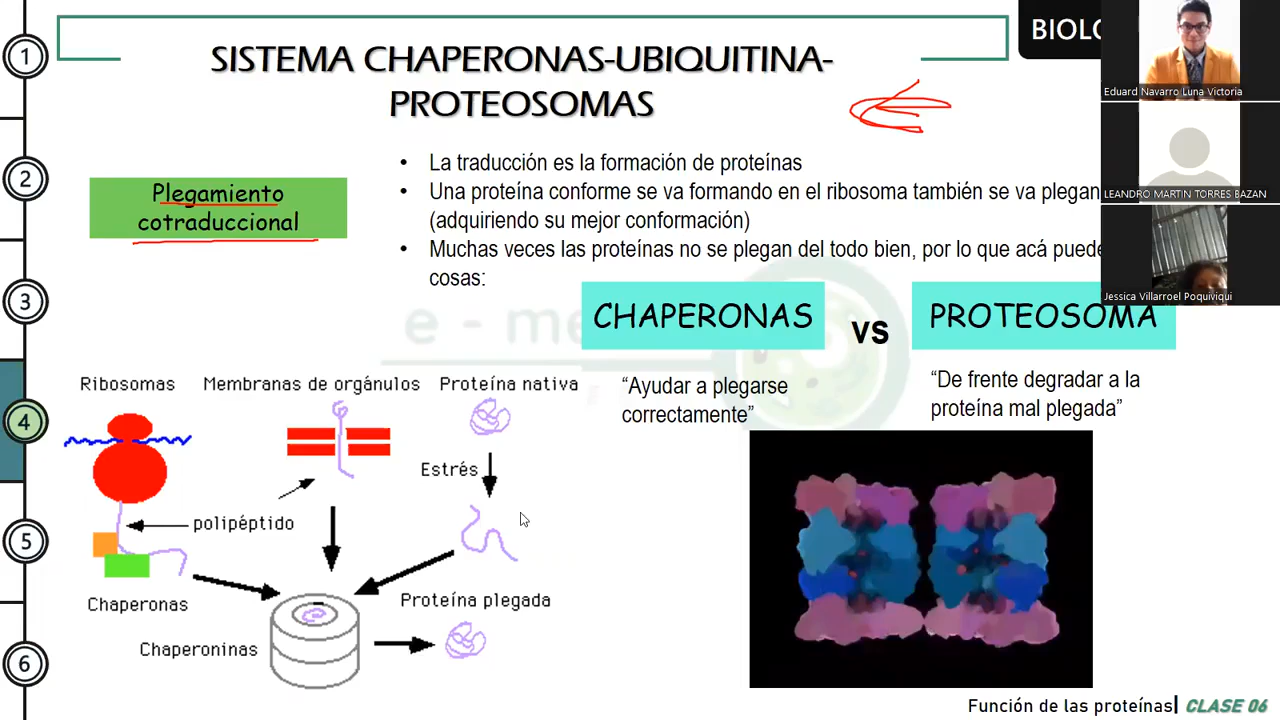 1
2
3
4
5
6
SISTEMA CHAPERONAS-UBIQUITINA-
PROTEOSOMAS
Plegamiento
cotraduccional
• La traducción es la formación de proteínas
• Una proteína conforme se va formando en el ribosoma también se va plegan
(adquiriendo su mejor conformación)
• Muchas veces las proteínas no se plegan del todo bien, por lo que acá puede
cosas:
CHAPERONAS
VS
PROTEOSOMA
“Ayudar a plegarse
correctamente”
“De frente degradar a la
proteína mal plegada”
e - me
Ribosomas
Membranas de orgánulos
Proteína nativa
Estrés
polipéptido
Chaperonas
Chaperoninas
Proteína plegada
BIOLO
Eduard Navarro Luna Victoria
LEANDRO MARTIN TORRES BAZAN
Jessica Villarroel Poquiviqui
Función de las proteínas| CLASE 06